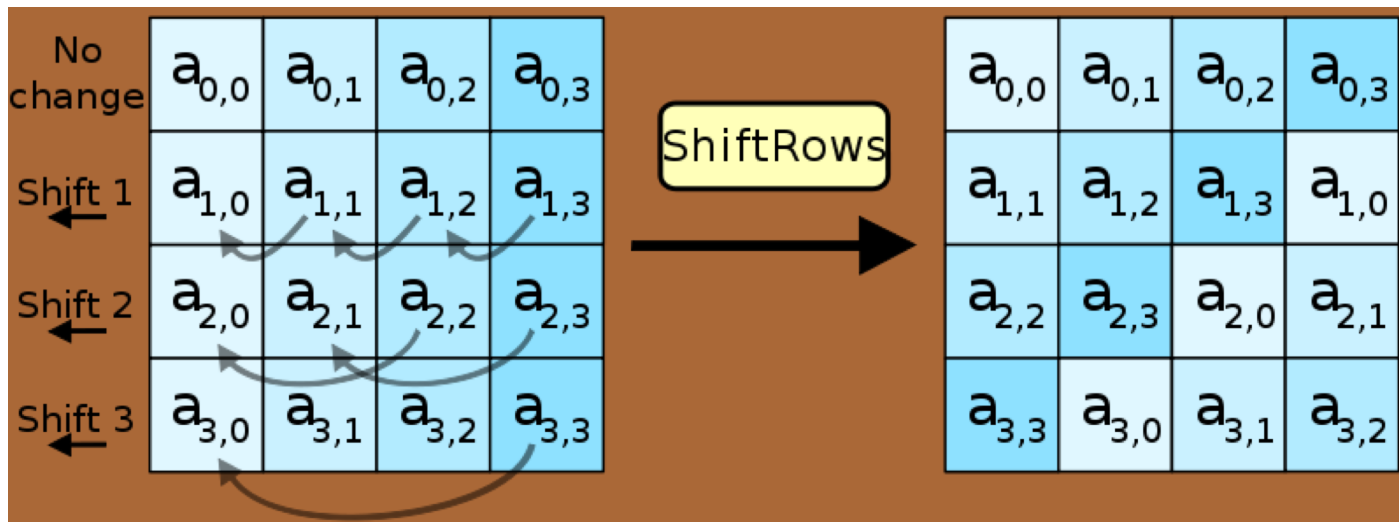 No
change
a0,0 a0,1 a0,2 a0,3
ShiftRows
a0,0 a0,1 a0,2 a0,3
Shift 1
a1,0 a1,1 a1,2 a1,3
a1,1 a1,2 a1,3 a1,0
Shift 2
a2,0 a2,1 a2,2 a2,3
a2,2 a2,3 a2,0 a2,1
Shift 3
a3,0 a3,1 a3,2 a3,3
a3,3 a3,0 a3,1 a3,2